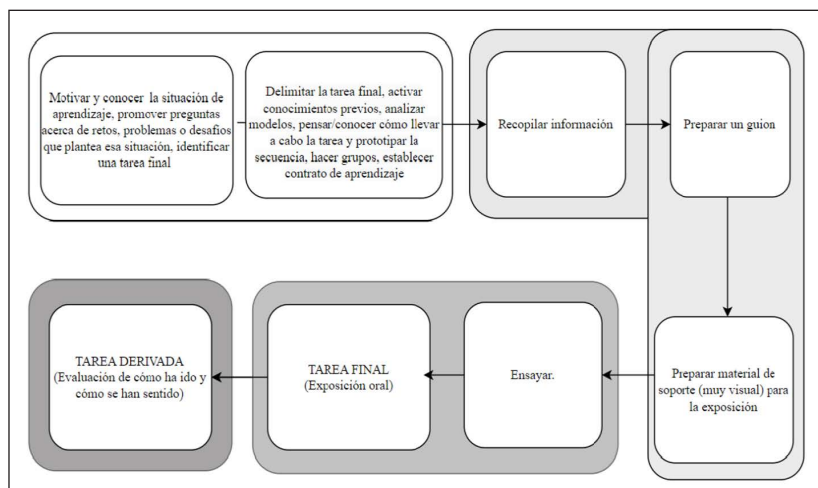 Motivar y conocer la situación de
aprendizaje, promover preguntas
acerca de retos, problemas o desafíos
que plantea esa situación, identificar
una tarea final
Delimitar la tarea final, activar
conocimientos previos, analizar
modelos, pensar/conocer cómo llevar
a cabo la tarea y prototipar la
secuencia, hacer grupos, establecer
contrato de aprendizaje
Recopilar información
Preparar un guion
Preparar material de
soporte (muy visual) para
la exposición
Ensayar.
TAREA FINAL
(Exposición oral)
TAREA DERIVADA
(Evaluación de cómo ha ido y
cómo se han sentido)